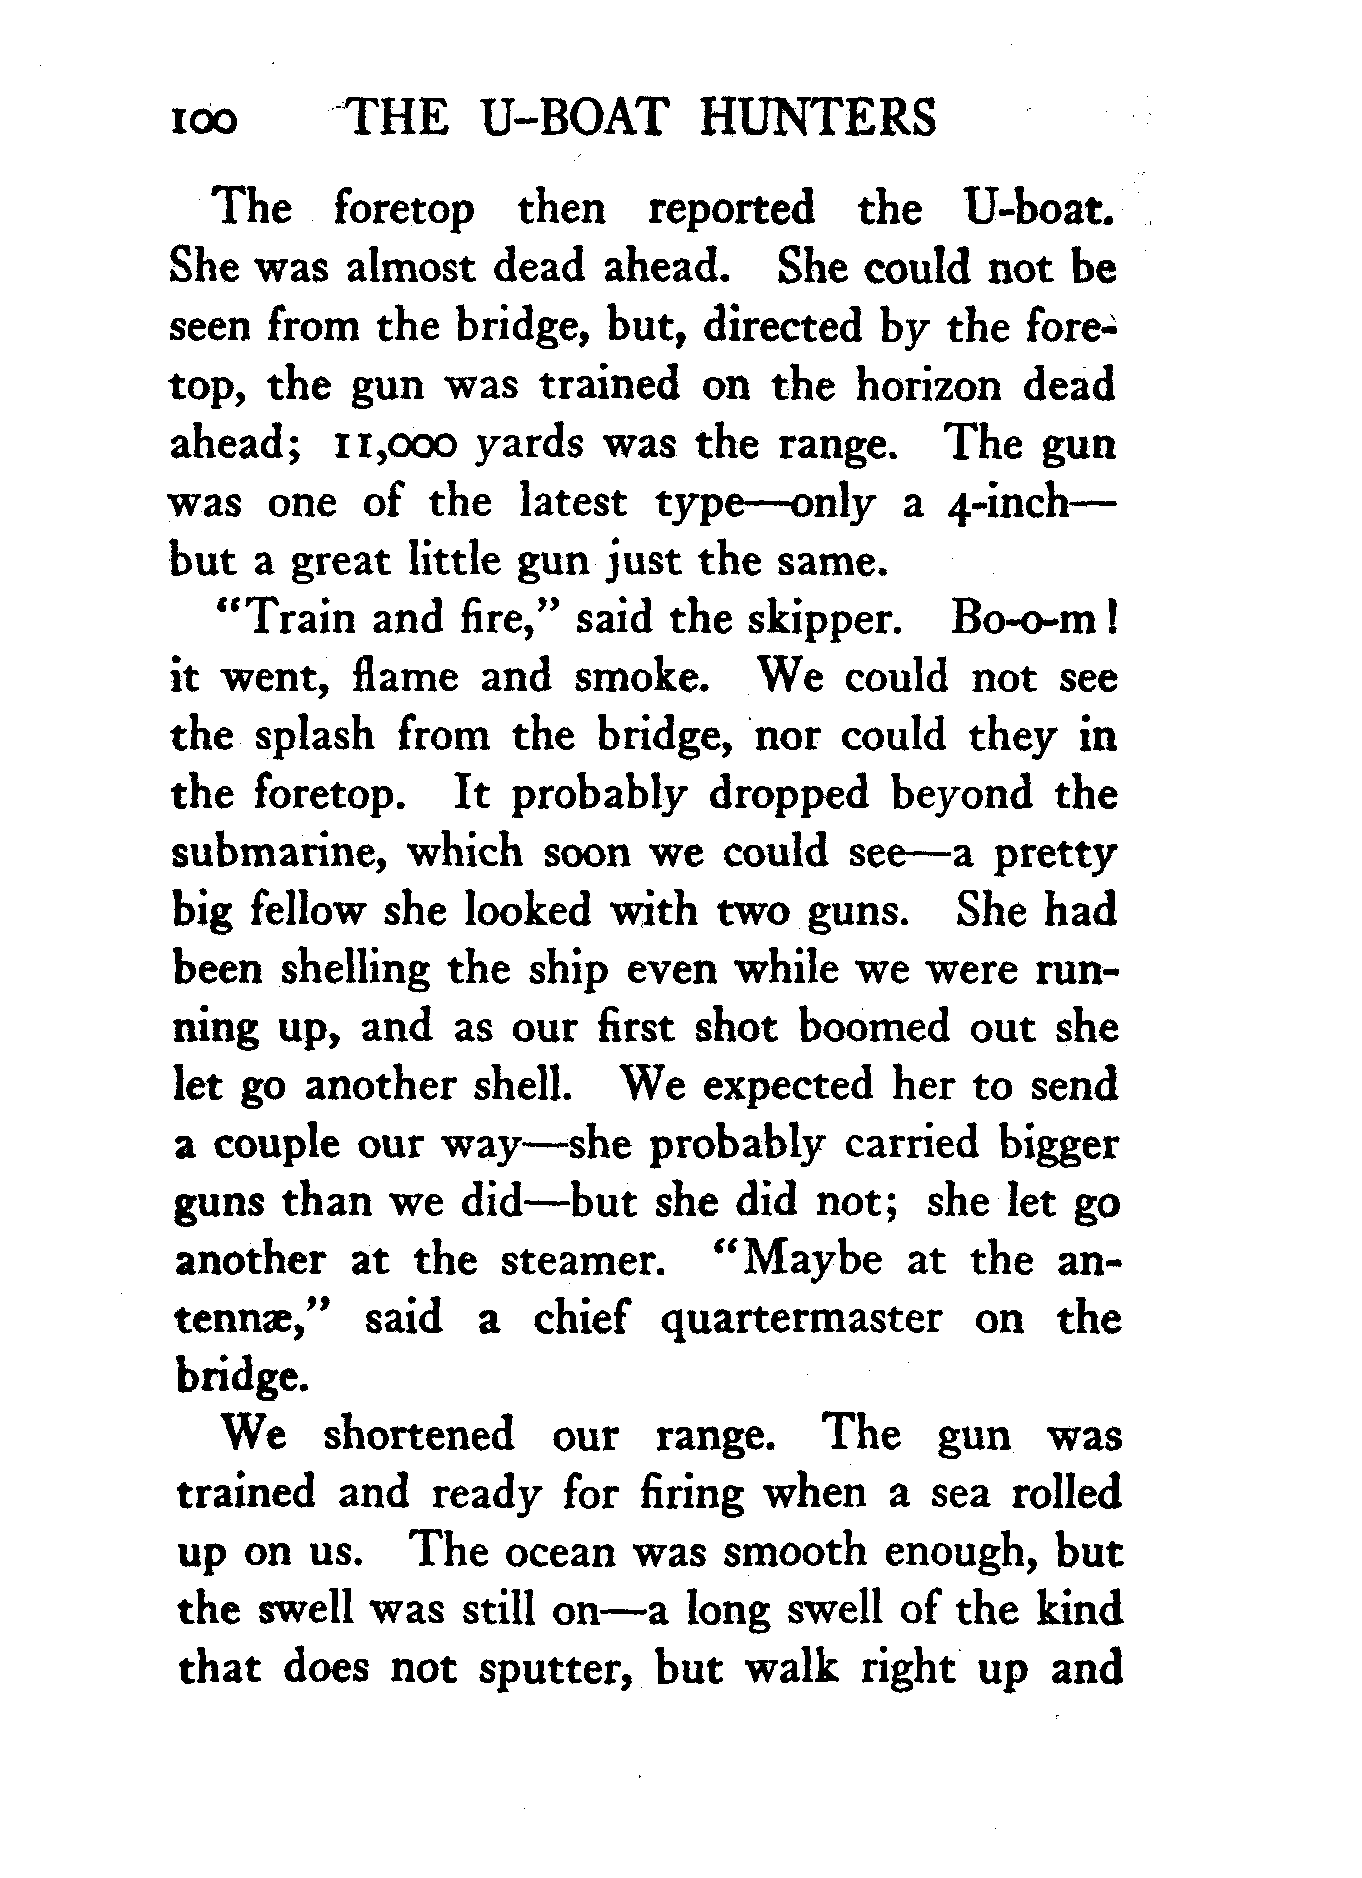 100 THE U-BOAT HUNTERS
The foretop then reported the U-boat.
She was almost dead ahead. She could not be
seen from the bridge, but, directed by the fore-
top, the gun was trained on the horizon dead
ahead; 11,000 yards was the range. The gun
was one of the latest type—only a 4-inch—
but a great little gun just the same.
“Train and fire,” said the skipper. Bo-o-m!
it went, flame and smoke. We could not see
the splash from the bridge, nor could they in
the foretop. It probably dropped beyond the
submarine, which soon we could see—a pretty
big fellow she looked with two guns. She had
been shelling the ship even while we were run-
ning up, and as our first shot boomed out she
let go another shell. We expected her to send
a couple our way—she probably carried bigger
guns than we did—but she did not; she let go
another at the steamer. “Maybe at the an-
tennæ,” said a chief quartermaster on the
bridge.
We shortened our range. The gun was
trained and ready for firing when a sea rolled
up on us. The ocean was smooth enough, but
the swell was still on—a long swell of the kind
that does not sputter, but walk right up and